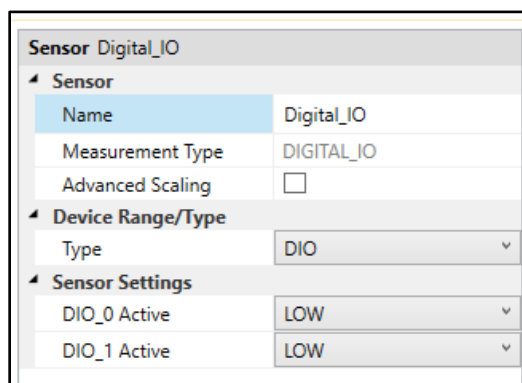 Sensor Digital_IO
Sensor
Name Digital_IO
Measurement Type DIGITAL_IO
Advanced Scaling
Device Range/Type
Type DIO
Sensor Settings
DIO_0 Active LOW
DIO_1 Active LOW